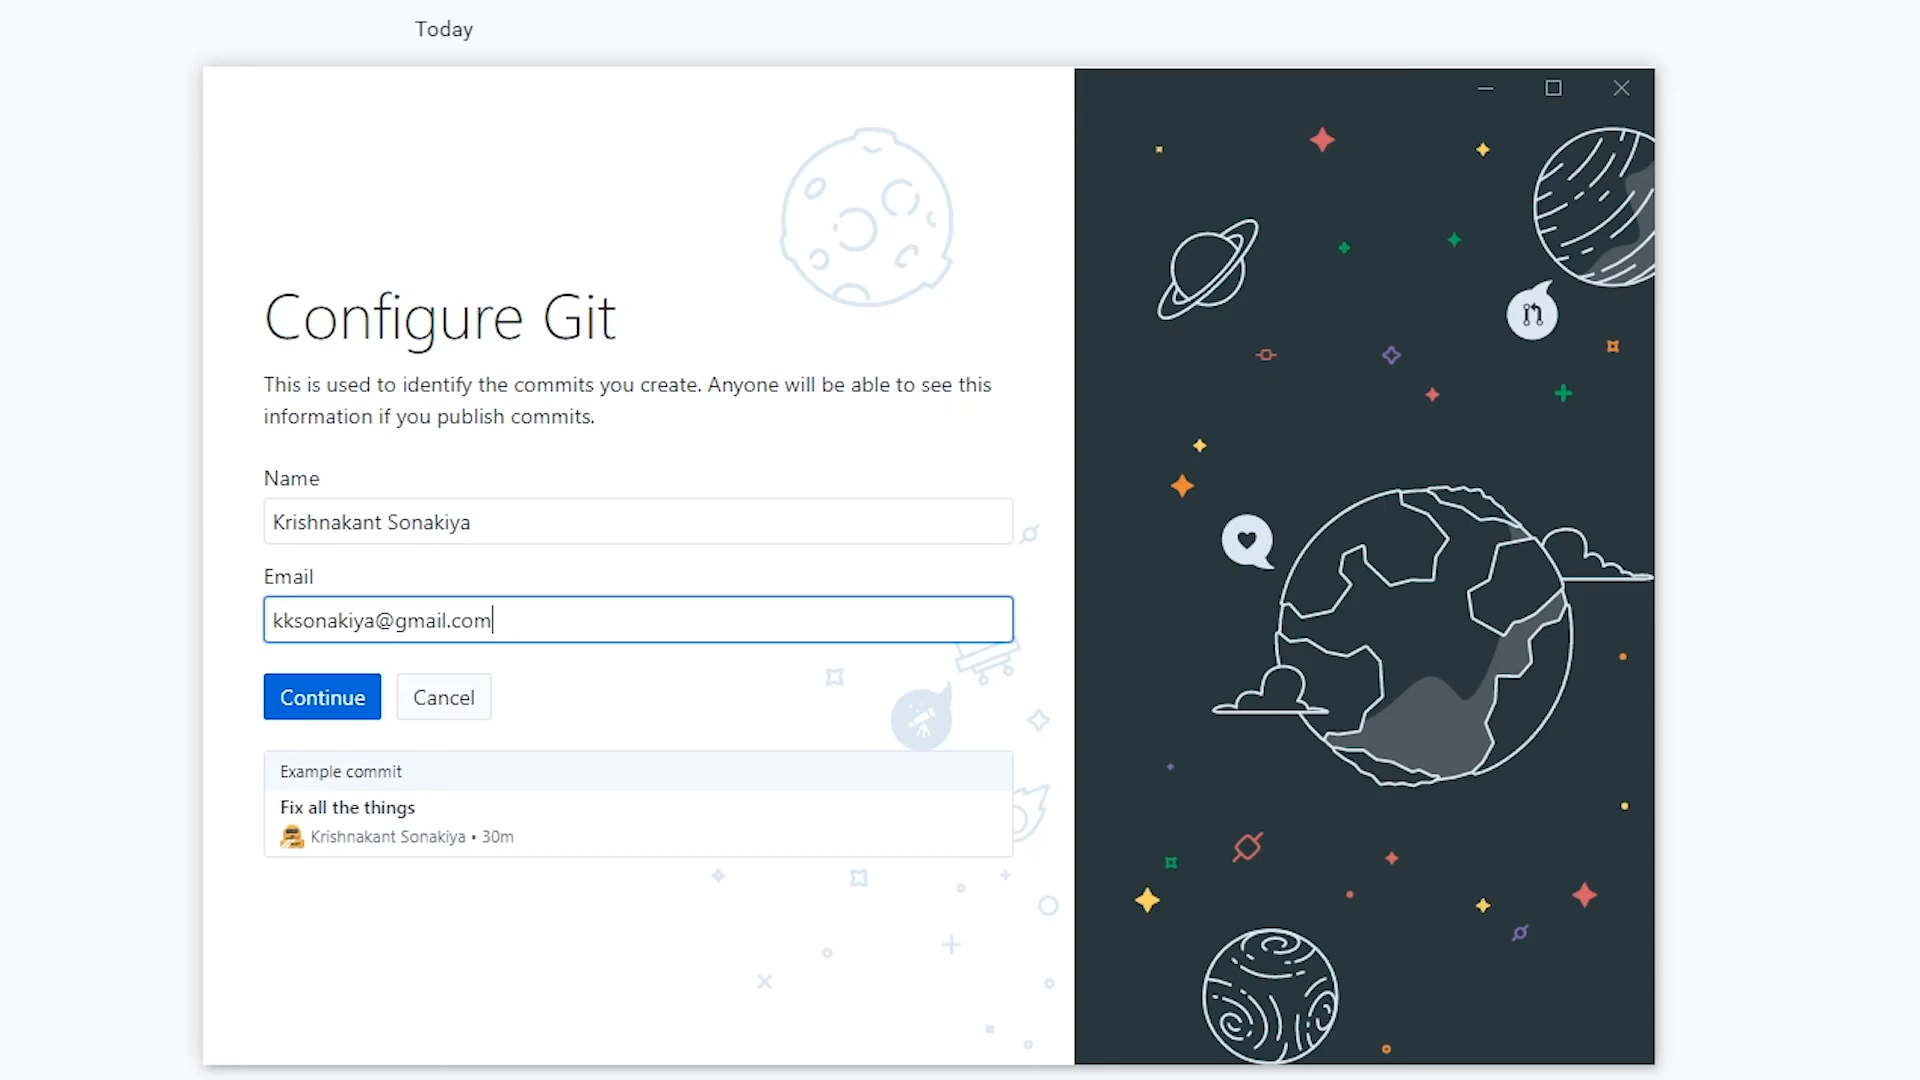 Today
Configure Git
This is used to identify the commits you create. Anyone will be able to see this
information if you publish commits.
Name
Krishnakant Sonakiya
Email
kksonakiya@gmail.com
Continue Cancel
Example commit
Fix all the things
Krishnakant Sonakiya • 30m